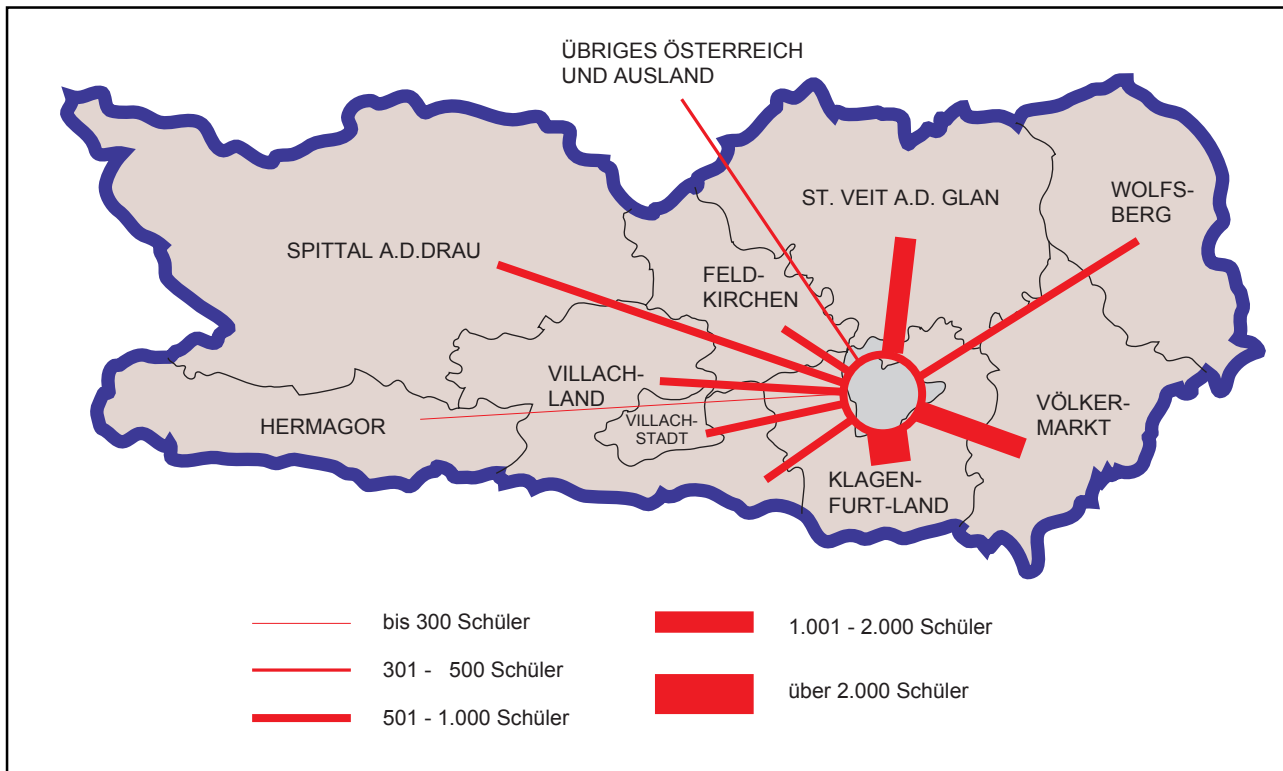 ÜBRIGES ÖSTERREICH
UND AUSLAND
ST. VEIT A.D. GLAN
WOLFS-
BERG
SPITTAL A.D.DRAU
FELD-
KIRCHEN
VILLACH-
LAND
HERMAGOR
VILLACH-
STADT
VÖLKER-
MARKT
KLAGEN-
FURT-LAND
bis 300 Schüler
301 - 500 Schüler
501 - 1.000 Schüler
1.001 - 2.000 Schüler
über 2.000 Schüler